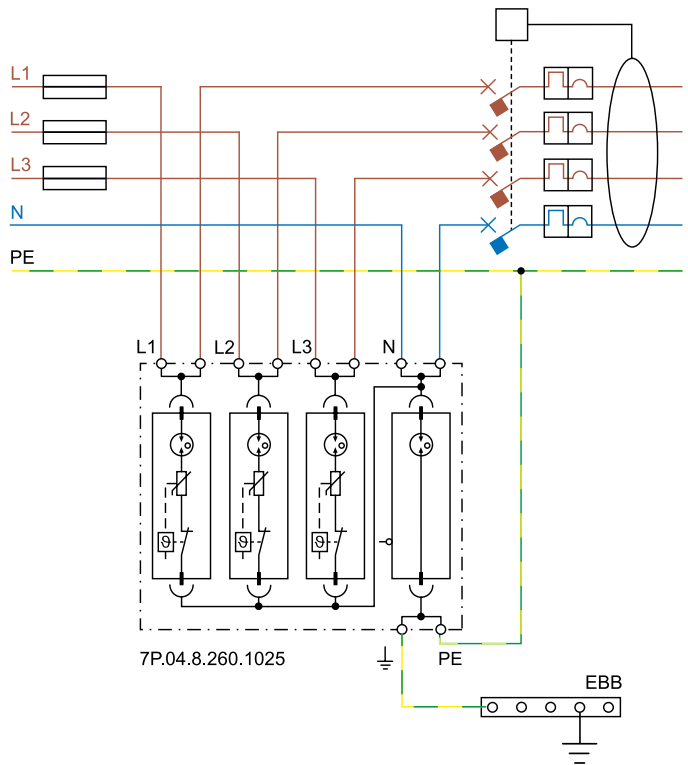 L1
L2
L3
N
PE
L1 L2 L3 N
ϑ ϑ ϑ
7P.04.8.260.1025 PE
EBB